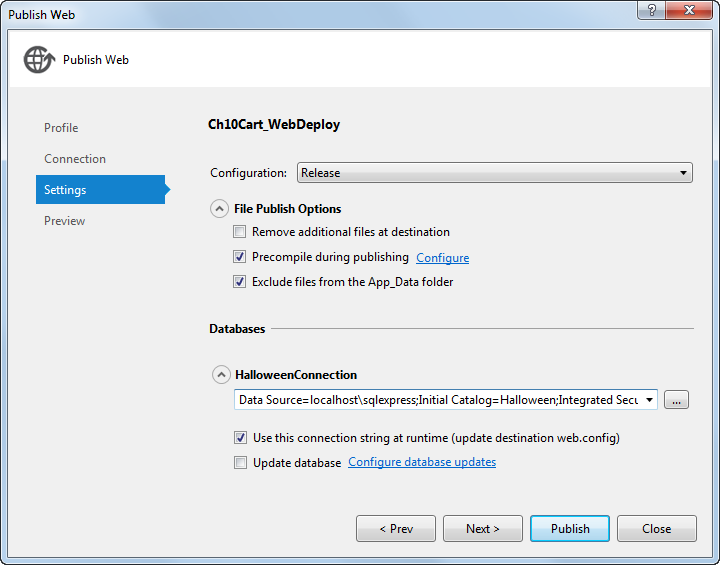 Publish Web
?
Publish Web
Profile
Connection
Settings
Preview
Ch10Cart_WebDeploy
Configuration: Release
File Publish Options
Remove additional files at destination
Precompile during publishing Configure
Exclude files from the App_Data folder
Databases
HalloweenConnection
Data Source=localhost\sqlexpress;Initial Catalog=Halloween;Integrated Secu
...
Use this connection string at runtime (update destination web.config)
Update database Configure database updates
< Prev Next > Publish Close